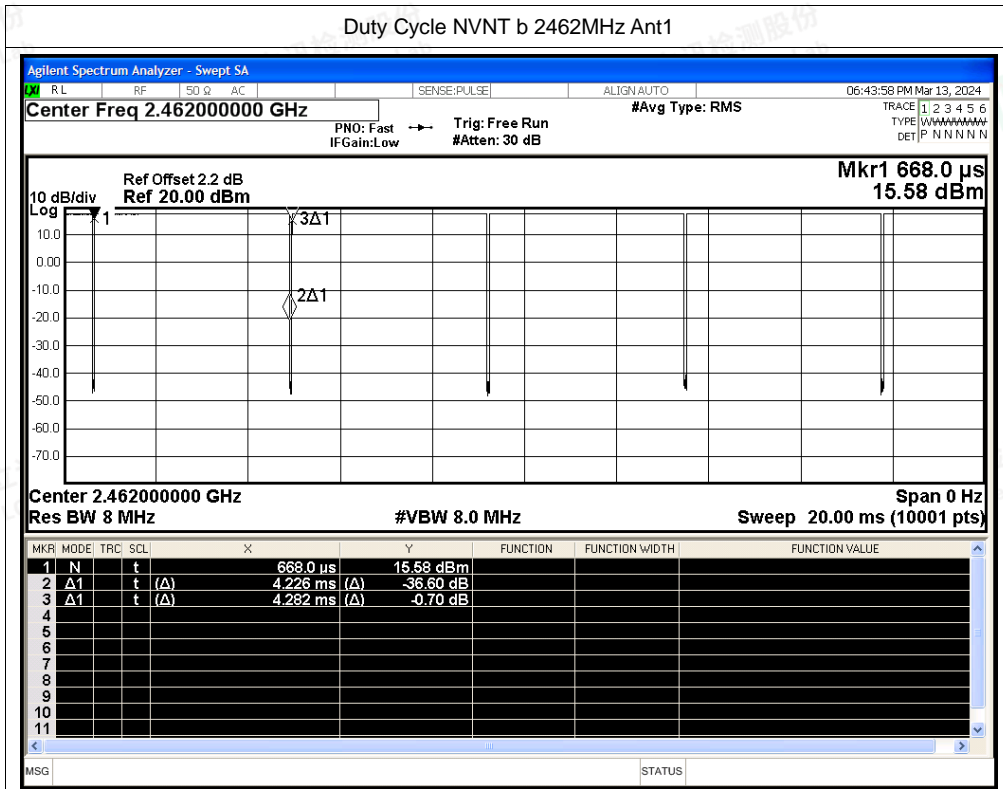 Duty Cycle NVNT b 2462MHz Ant1
Agilent Spectrum Analyzer - Swept SA
LXI RL RF 50 Ω AC SENSE:PULSE ALIGN AUTO 06:43:58 PM Mar 13, 2024
Center Freq 2.462000000 GHz #Avg Type: RMS TRACE 1 2 3 4 5 6
PNO: Fast Trig: Free Run TYPE WWWWWW
IFGain:Low #Atten: 30 dB DET P N N N N N
Mkr1 668.0 µs
Ref Offset 2.2 dB
10 dB/div Ref 20.00 dBm 15.58 dBm
Log
1 3Δ1
10.0
0.00
-10.0
2Δ1
-20.0
-30.0
-40.0
-50.0
-60.0
-70.0
Center 2.462000000 GHz Span 0 Hz
Res BW 8 MHz #VBW 8.0 MHz Sweep 20.00 ms (10001 pts)
MKR MODE TRC SCL X Y FUNCTION FUNCTION WIDTH FUNCTION VALUE
1 N t 668.0 µs 15.58 dBm
2 Δ1 t (Δ) 4.226 ms (Δ) -36.60 dB
3 Δ1 t (Δ) 4.282 ms (Δ) -0.70 dB
4
5
6
7
8
9
10
11
MSG STATUS